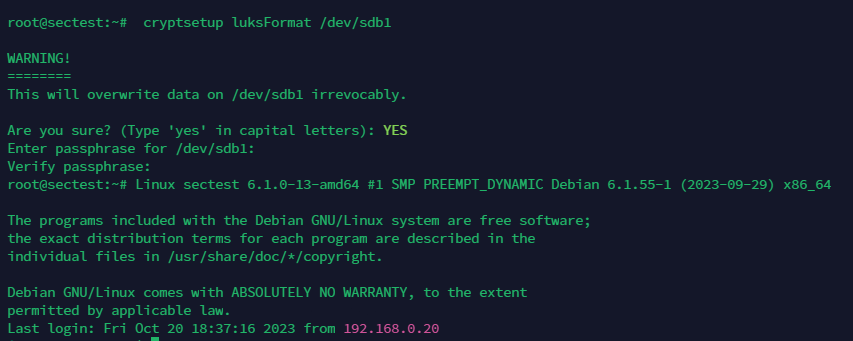 root@sectest:~#  cryptsetup luksFormat /dev/sdb1
WARNING!
========
This will overwrite data on /dev/sdb1 irrevocably.
Are you sure? (Type 'yes' in capital letters): YES
Enter passphrase for /dev/sdb1:
Verify passphrase:
root@sectest:~# Linux sectest 6.1.0-13-amd64 #1 SMP PREEMPT_DYNAMIC Debian 6.1.55-1 (2023-09-29) x86_64
The programs included with the Debian GNU/Linux system are free software;
the exact distribution terms for each program are described in the
individual files in /usr/share/doc/*/copyright.
Debian GNU/Linux comes with ABSOLUTELY NO WARRANTY, to the extent
permitted by applicable law.
Last login: Fri Oct 20 18:37:16 2023 from 192.168.0.20